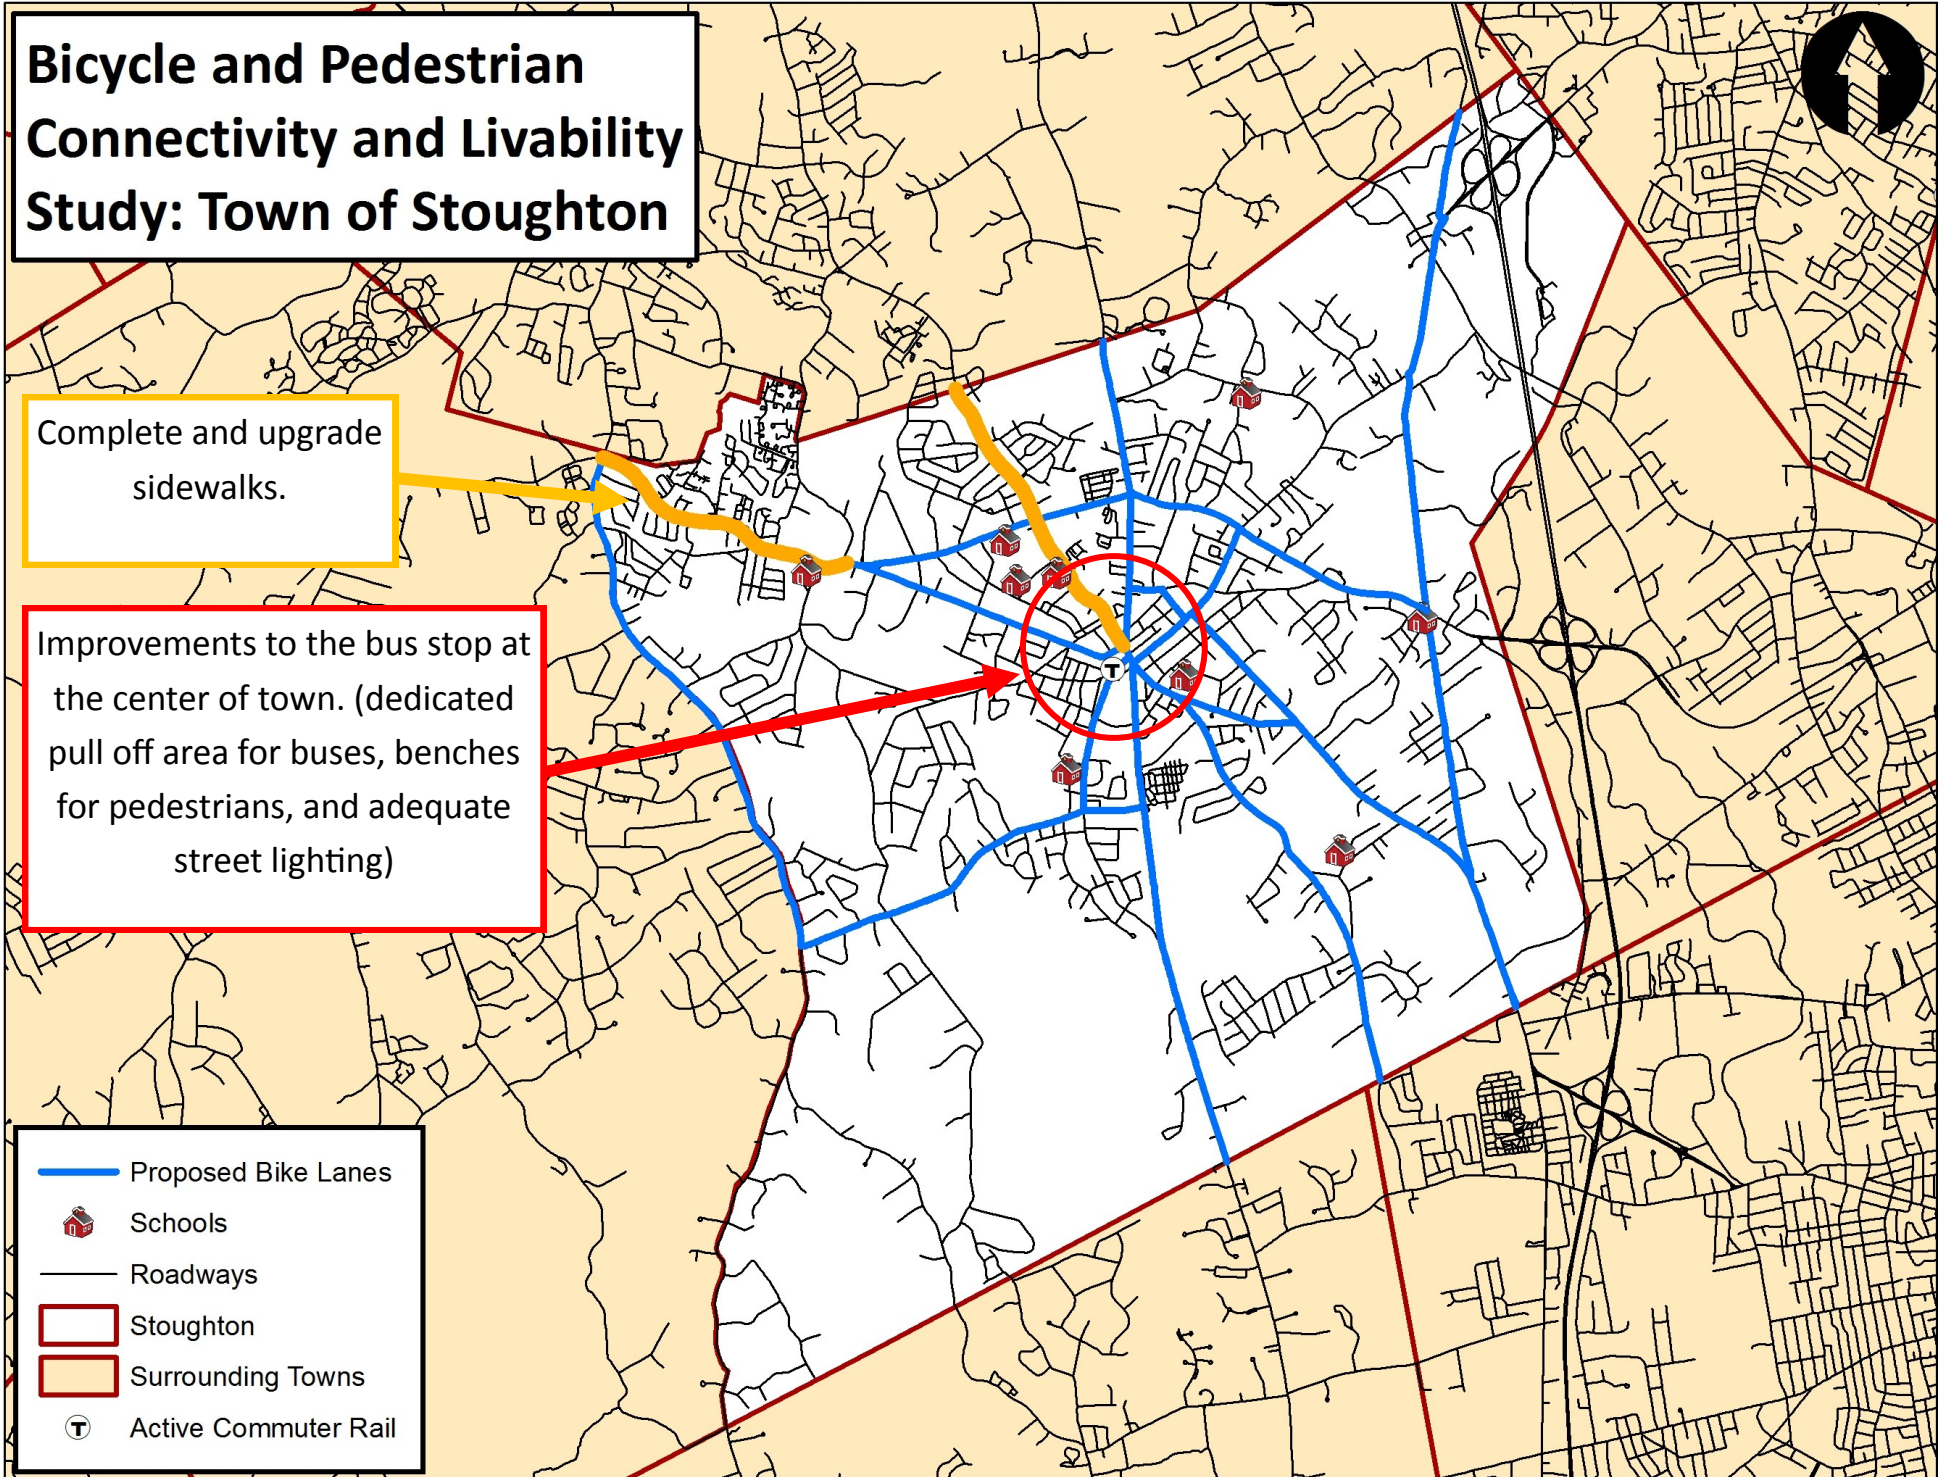 Bicycle and Pedestrian
Connectivity and Livability
Study: Town of Stoughton
Complete and upgrade
sidewalks.
Improvements to the bus stop at
the center of town. (dedicated
pull off area for buses, benches
for pedestrians, and adequate
street lighting)
T
Proposed Bike Lanes
Schools
Roadways
Stoughton
Surrounding Towns
T Active Commuter Rail